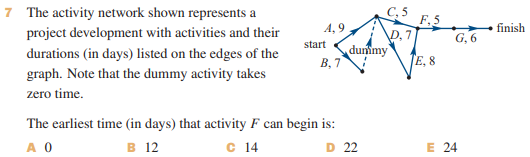 7 The activity network shown represents a
project development with activities and their
durations (in days) listed on the edges of the
graph. Note that the dummy activity takes
zero time.
start
A, 9
B, 7
dummy
C, 5
D, 7
E, 8
F, 5
G, 6
finish
The earliest time (in days) that activity F can begin is:
A 0 B 12 C 14 D 22 E 24